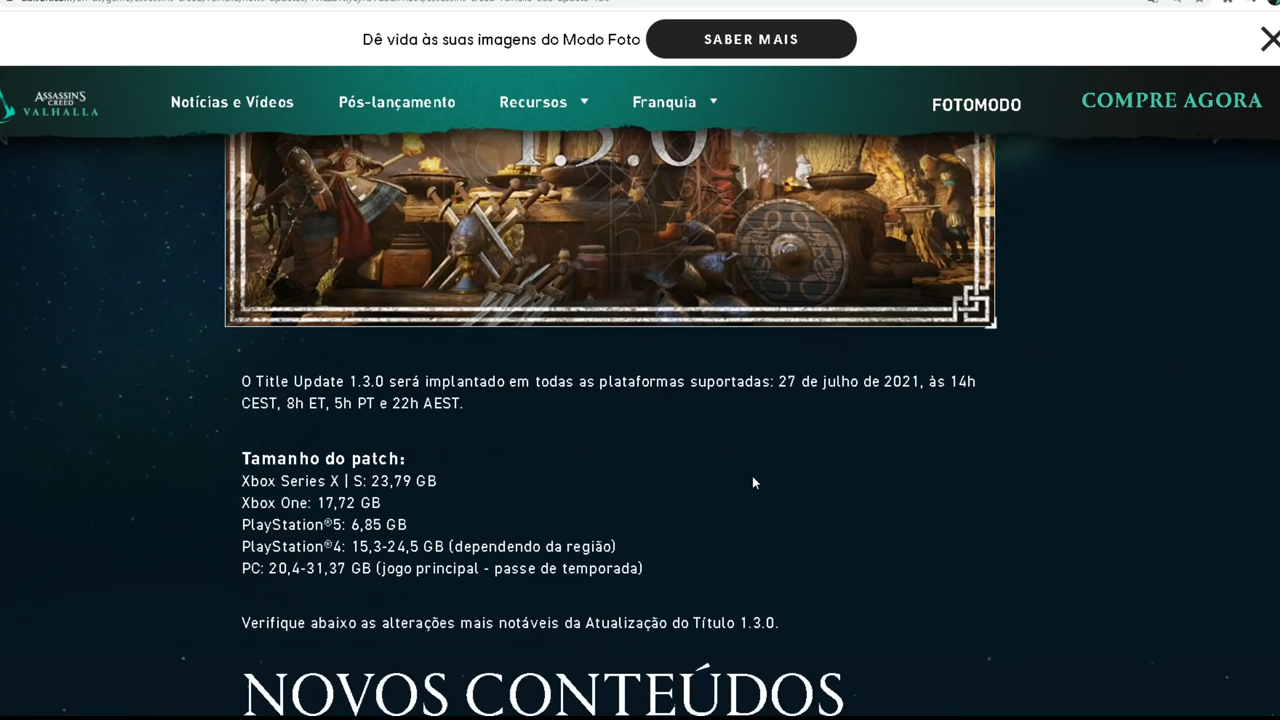 Dê vida às suas imagens do Modo Foto
SABER MAIS
ASSASSIN'S
CREED
VALHALLA
Notícias e Vídeos
Pós-lançamento
Recursos
Franquia
FOTOMODO
COMPRE AGORA
1.3.0
O Title Update 1.3.0 será implantado em todas as plataformas suportadas: 27 de julho de 2021, às 14h
CEST, 8h ET, 5h PT e 22h AEST.
Tamanho do patch:
Xbox Series X | S: 23,79 GB
Xbox One: 17,72 GB
PlayStation®5: 6,85 GB
PlayStation®4: 15,3-24,5 GB (dependendo da região)
PC: 20,4-31,37 GB (jogo principal - passe de temporada)
Verifique abaixo as alterações mais notáveis da Atualização do Título 1.3.0.
NOVOS CONTEÚDOS